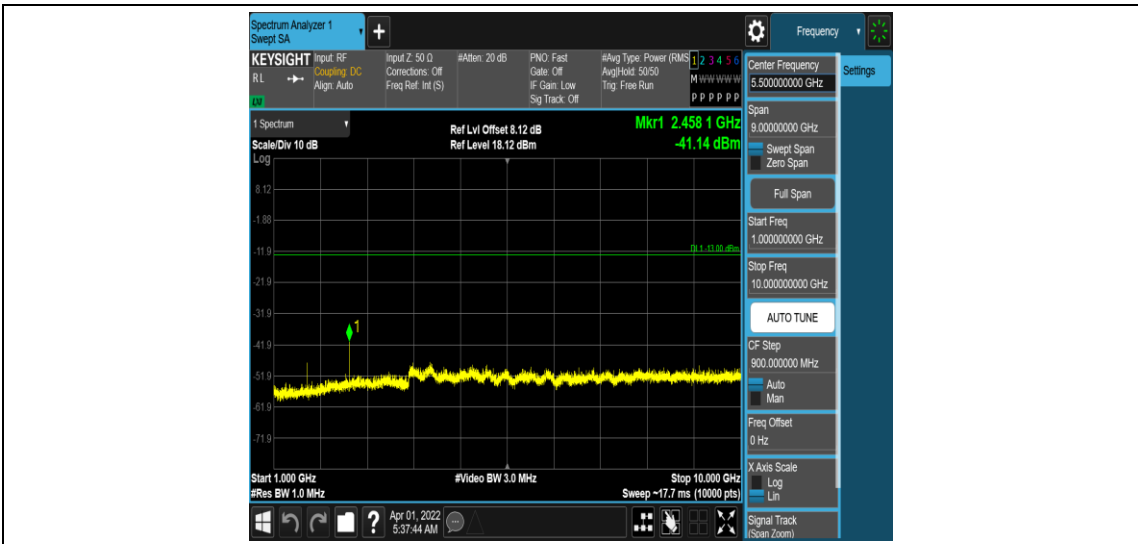 Spectrum Analyzer 1
Swept SA
+
Frequency
KEYSIGHT
RL
LXI
Input: RF
Coupling: DC
Align: Auto
Input Z: 50 Ω
Corrections: Off
Freq Ref: Int (S)
#Atten: 20 dB
PNO: Fast
Gate: Off
IF Gain: Low
Sig Track: Off
#Avg Type: Power (RMS
Avg|Hold: 50/50
Trig: Free Run
1 2 3 4 5 6
M W W W W W
P P P P P P
1 Spectrum
Scale/Div 10 dB
Log
Ref Lvl Offset 8.12 dB
Ref Level 18.12 dBm
Mkr1 2.458 1 GHz
-41.14 dBm
8.12
-1.88
-11.9
DL1 -13.00 dBm
-21.9
-31.9
1
-41.9
-51.9
-61.9
-71.9
Start 1.000 GHz
#Video BW 3.0 MHz
Stop 10.000 GHz
#Res BW 1.0 MHz
Sweep ~17.7 ms (10000 pts)
?
Apr 01, 2022
5:37:44 AM
Center Frequency
5.500000000 GHz
Settings
Span
9.00000000 GHz
Swept Span
Zero Span
Full Span
Start Freq
1.000000000 GHz
Stop Freq
10.000000000 GHz
AUTO TUNE
CF Step
900.000000 MHz
Auto
Man
Freq Offset
0 Hz
X Axis Scale
Log
Lin
Signal Track
(Span Zoom)